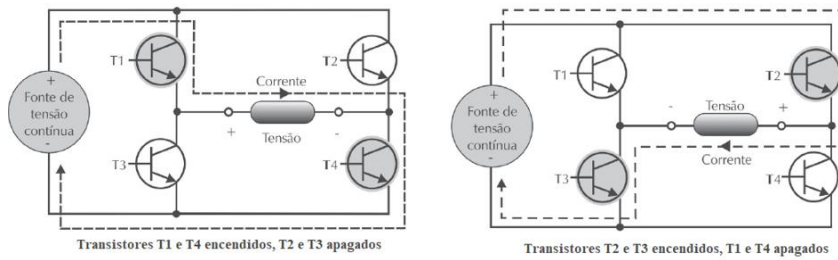 T1
T2
Corrente
+
Fonte de
tensão
contínua
-
+
-
Tensão
T3
T4
Transistores T1 e T4 encendidos, T2 e T3 apagados
T1
T2
+
Fonte de
tensão
contínua
-
Tensão
-
+
Corrente
T3
T4
Transistores T2 e T3 encendidos, T1 e T4 apagados